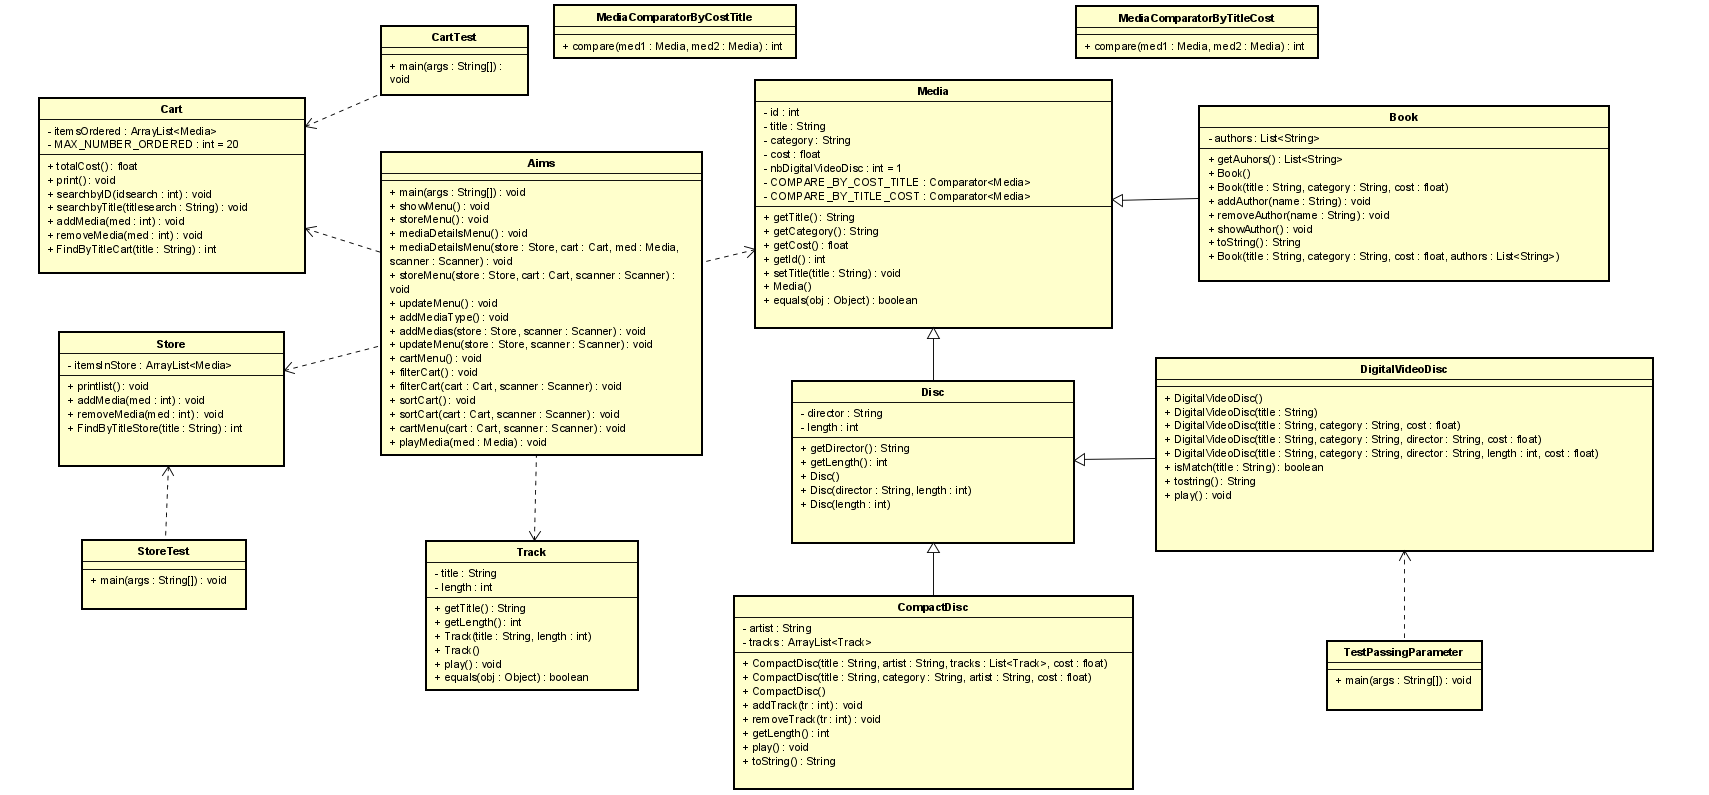 MediaComparatorByCostTitle
+ compare(med1 : Media, med2 : Media) : int
MediaComparatorByTitleCost
+ compare(med1 : Media, med2 : Media) : int
CartTest
+ main(args : String[]) :
void
Cart
- itemsOrdered : ArrayList<Media>
- MAX_NUMBER_ORDERED : int = 20
+ totalCost() : float
+ print() : void
+ searchbyID(idsearch : int) : void
+ searchbyTitle(titlesearch : String) : void
+ addMedia(med : int) : void
+ removeMedia(med : int) : void
+ FindByTitleCart(title : String) : int
Aims
+ main(args : String[]) : void
+ showMenu() : void
+ storeMenu() : void
+ mediaDetailsMenu() : void
+ mediaDetailsMenu(store : Store, cart : Cart, med : Media,
scanner : Scanner) : void
+ storeMenu(store : Store, cart : Cart, scanner : Scanner) :
void
+ updateMenu() : void
+ addMediaType() : void
+ addMedias(store : Store, scanner : Scanner) : void
+ updateMenu(store : Store, scanner : Scanner) : void
+ cartMenu() : void
+ filterCart() : void
+ filterCart(cart : Cart, scanner : Scanner) : void
+ sortCart() : void
+ sortCart(cart : Cart, scanner : Scanner) : void
+ cartMenu(cart : Cart, scanner : Scanner) : void
+ playMedia(med : Media) : void
Media
- id : int
- title : String
- category : String
- cost : float
- nbDigitalVideoDisc : int = 1
- COMPARE_BY_COST_TITLE : Comparator<Media>
- COMPARE_BY_TITLE_COST : Comparator<Media>
+ getTitle() : String
+ getCategory() : String
+ getCost() : float
+ getId() : int
+ setTitle(title : String) : void
+ Media()
+ equals(obj : Object) : boolean
Book
- authors : List<String>
+ getAuhors() : List<String>
+ Book()
+ Book(title : String, category : String, cost : float)
+ addAuthor(name : String) : void
+ removeAuthor(name : String) : void
+ showAuthor() : void
+ toString() : String
+ Book(title : String, category : String, cost : float, authors : List<String>)
Store
- itemsInStore : ArrayList<Media>
+ printlist() : void
+ addMedia(med : int) : void
+ removeMedia(med : int) : void
+ FindByTitleStore(title : String) : int
Disc
- director : String
- length : int
+ getDirector() : String
+ getLength() : int
+ Disc()
+ Disc(director : String, length : int)
+ Disc(length : int)
DigitalVideoDisc
+ DigitalVideoDisc()
+ DigitalVideoDisc(title : String)
+ DigitalVideoDisc(title : String, category : String, cost : float)
+ DigitalVideoDisc(title : String, category : String, director : String, cost : float)
+ DigitalVideoDisc(title : String, category : String, director : String, length : int, cost : float)
+ isMatch(title : String) : boolean
+ tostring() : String
+ play() : void
StoreTest
+ main(args : String[]) : void
Track
- title : String
- length : int
+ getTitle() : String
+ getLength() : int
+ Track(title : String, length : int)
+ Track()
+ play() : void
+ equals(obj : Object) : boolean
CompactDisc
- artist : String
- tracks : ArrayList<Track>
+ CompactDisc(title : String, artist : String, tracks : List<Track>, cost : float)
+ CompactDisc(title : String, category : String, artist : String, cost : float)
+ CompactDisc()
+ addTrack(tr : int) : void
+ removeTrack(tr : int) : void
+ getLength() : int
+ play() : void
+ toString() : String
TestPassingParameter
+ main(args : String[]) : void